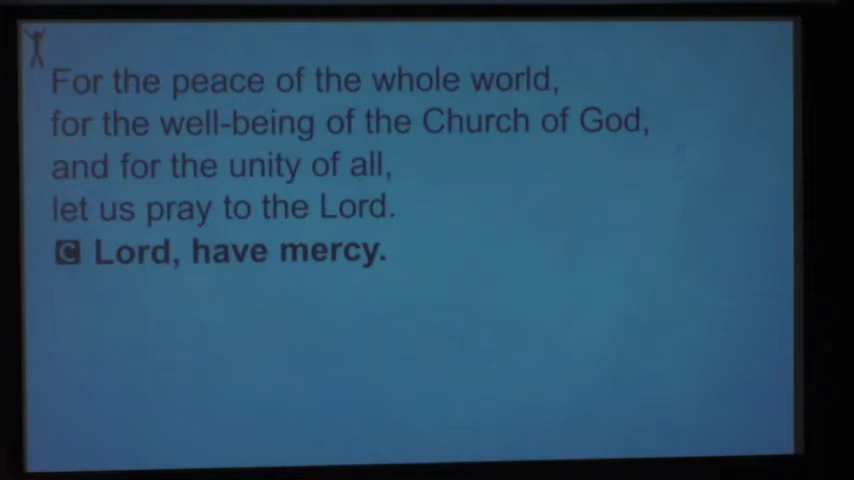 For the peace of the whole world,
for the well-being of the Church of God,
and for the unity of all,
let us pray to the Lord.
C Lord, have mercy.